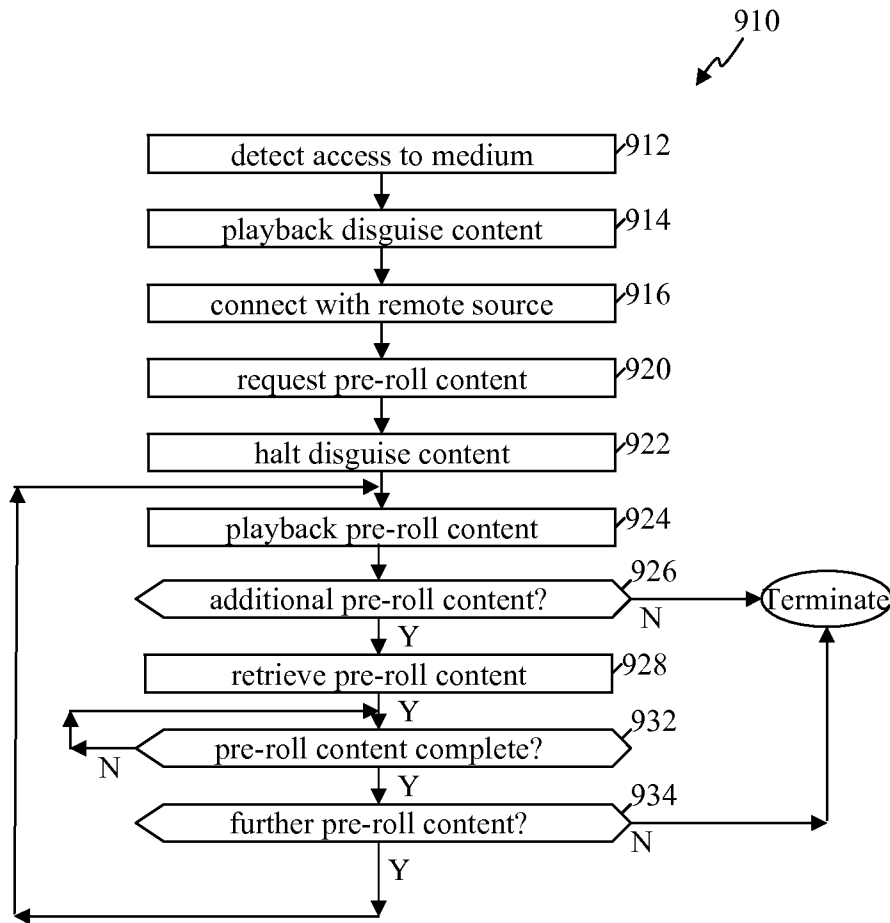 910
detect access to medium 912
playback disguise content 914
connect with remote source 916
request pre-roll content 920
halt disguise content 922
playback pre-roll content 924
additional pre-roll content? 926
N
Terminate
Y
retrieve pre-roll content 928
Y
pre-roll content complete? 932
N
Y
further pre-roll content? 934
N
Y